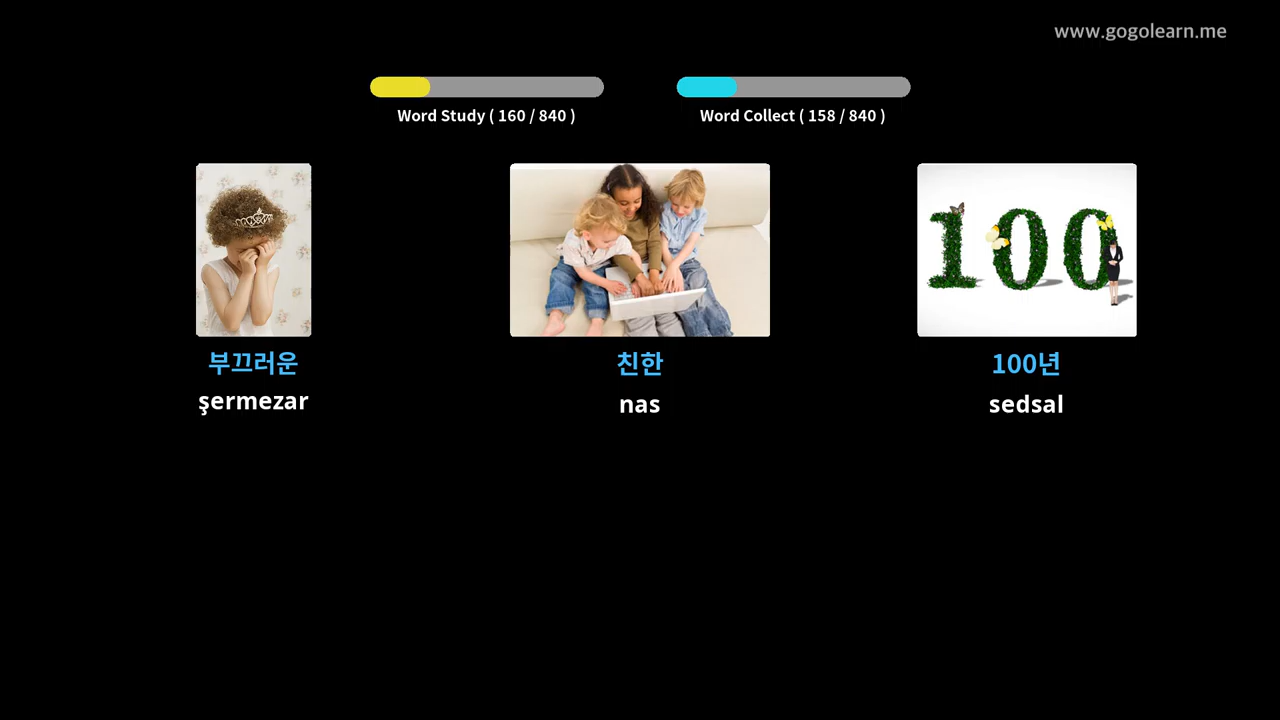 www.gogolearn.me
Word Study ( 160 / 840 )
Word Collect ( 158 / 840 )
부끄러운
şermezar
친한
nas
100
100년
sedsal